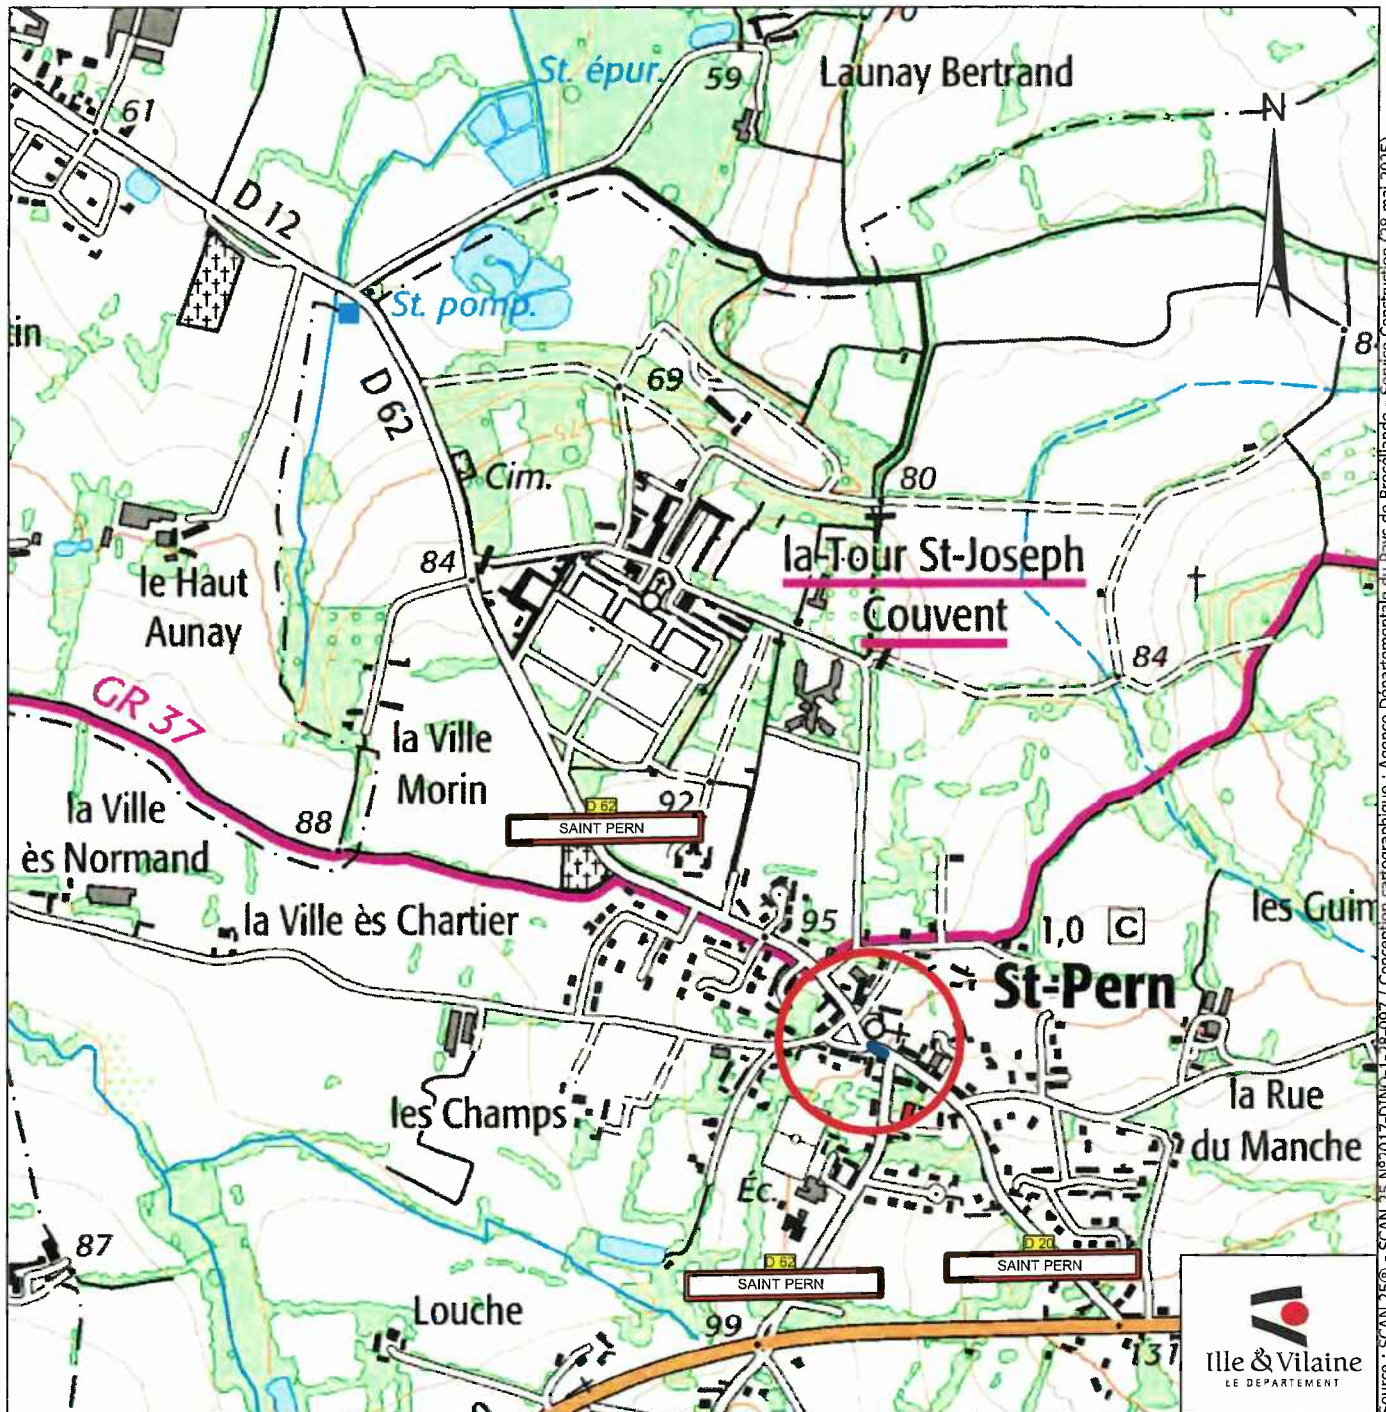 St. épur.
59
Launay Bertrand
61
N
D 12
St. pomp.
in
84
D 62
69
Cim.
80
84
la Tour St-Joseph
Couvent
le Haut
Aunay
84
GR 37
la Ville
Morin
92
D 62
SAINT PERN
la Ville
ès Normand
88
la Ville ès Chartier
95
1,0 C
les Guim
St-Pern
les Champs
la Rue
du Manche
Éc.
87
D 62
SAINT PERN
D 20
SAINT PERN
Louche
99
131
Ille & Vilaine
LE DEPARTEMENT